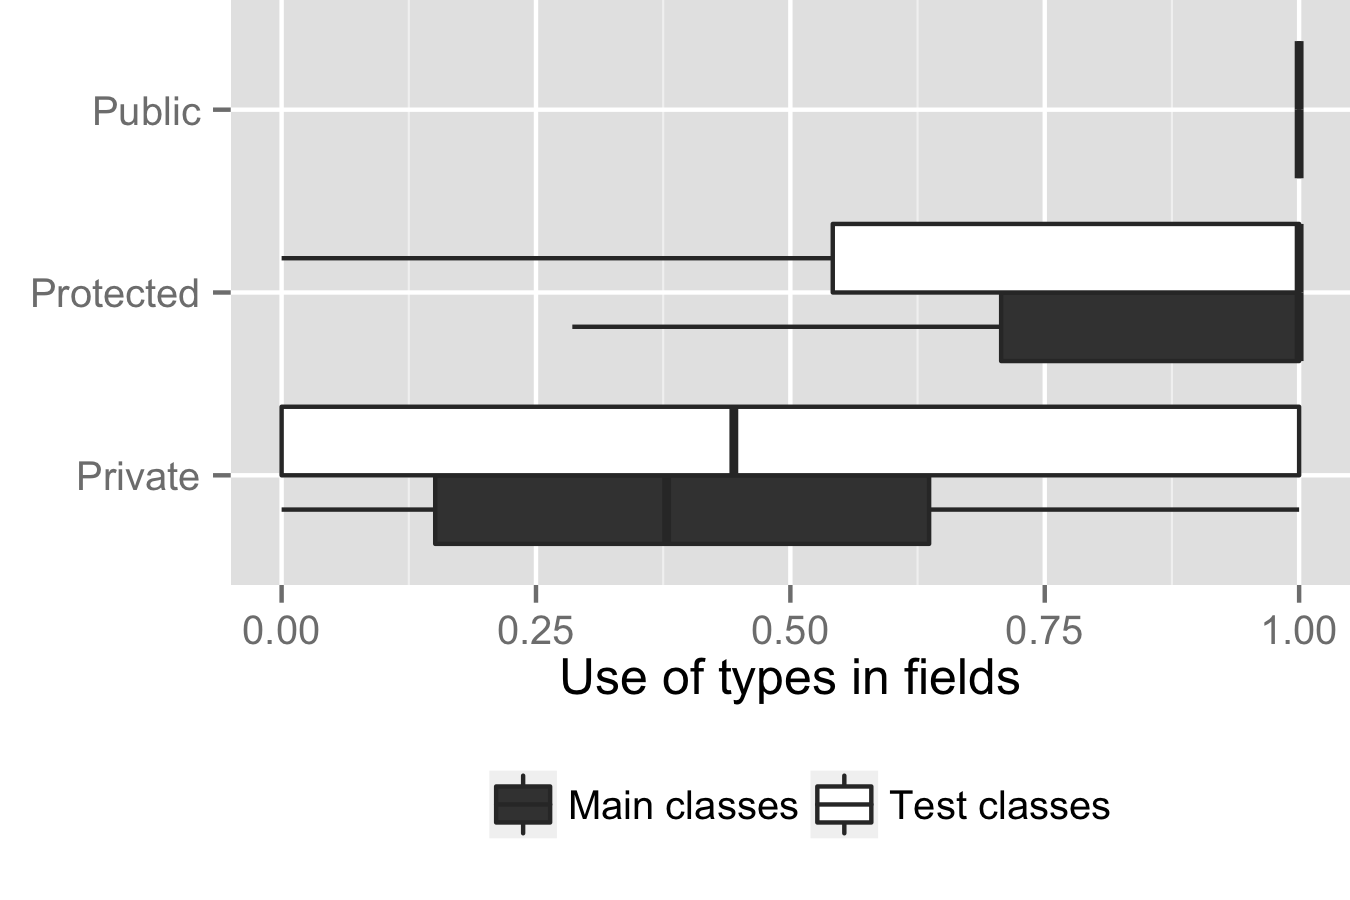 Public
Protected
Private
0.00 0.25 0.50 0.75 1.00
Use of types in fields
Main classes Test classes